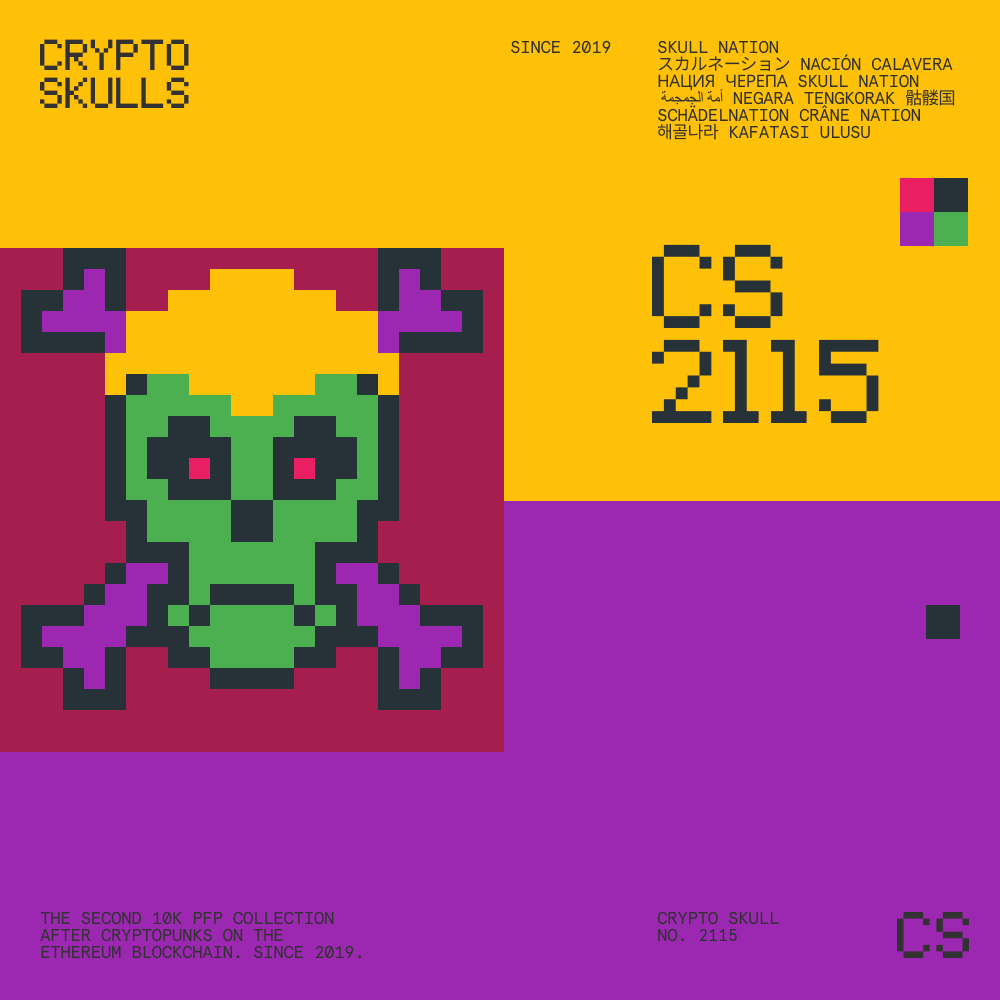 CRYPTO
SKULLS
SINCE 2019
SKULL NATION
スカルネーション NACIÓN CALAVERA
НАЦИЯ ЧЕРЕПА SKULL NATION
أمة الجمجمة NEGARA TENGKORAK 骷髅国
SCHÄDELNATION CRÂNE NATION
해골나라 KAFATASI ULUSU
CS
2115
THE SECOND 10K PFP COLLECTION
AFTER CRYPTOPUNKS ON THE
ETHEREUM BLOCKCHAIN. SINCE 2019.
CRYPTO SKULL
NO. 2115
CS